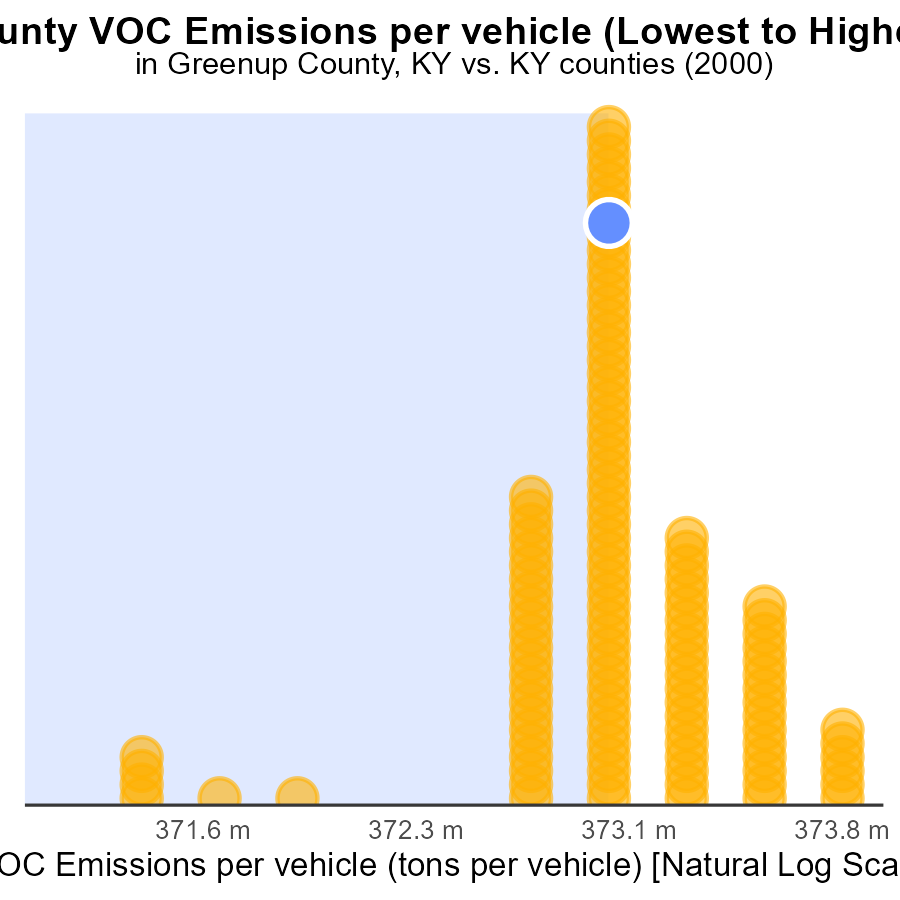 unty VOC Emissions per vehicle (Lowest to Highe
in Greenup County, KY vs. KY counties (2000)
371.6 m 372.3 m 373.1 m 373.8 m
OC Emissions per vehicle (tons per vehicle) [Natural Log Sca